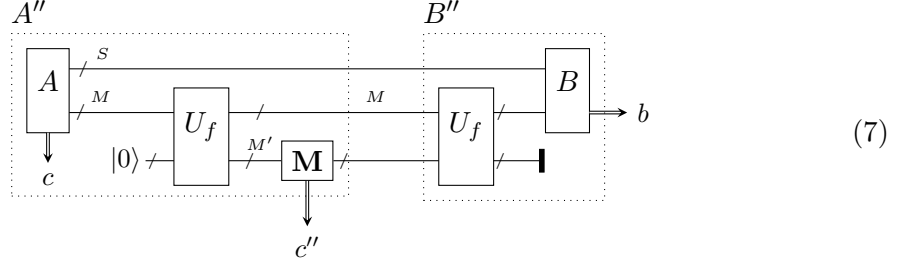 A″ B″
S
A B
M M
U_f U_f b (7)
|0⟩ M′ M
c
c″